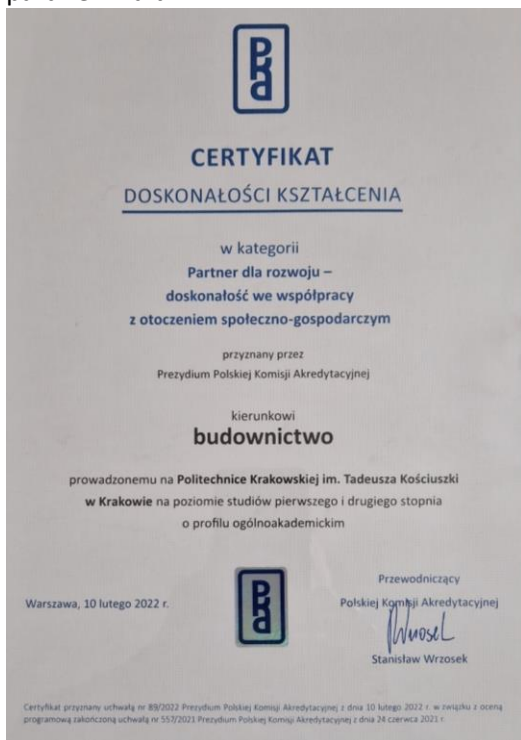 pka
CERTYFIKAT
DOSKONAŁOŚCI KSZTAŁCENIA
w kategorii
Partner dla rozwoju –
doskonałość we współpracy
z otoczeniem społeczno-gospodarczym
przyznany przez
Prezydium Polskiej Komisji Akredytacyjnej
kierunkowi
budownictwo
prowadzonemu na Politechnice Krakowskiej im. Tadeusza Kościuszki
w Krakowie na poziomie studiów pierwszego i drugiego stopnia
o profilu ogólnoakademickim
Przewodniczący
Warszawa, 10 lutego 2022 r.
pka
Polskiej Komisji Akredytacyjnej
Wrzosek
Stanisław Wrzosek
Certyfikat przyznany uchwałą nr 89/2022 Prezydium Polskiej Komisji Akredytacyjnej z dnia 10 lutego 2022 r. w związku z oceną
programową zakończoną uchwałą nr 557/2021 Prezydium Polskiej Komisji Akredytacyjnej z dnia 24 czerwca 2021 r.